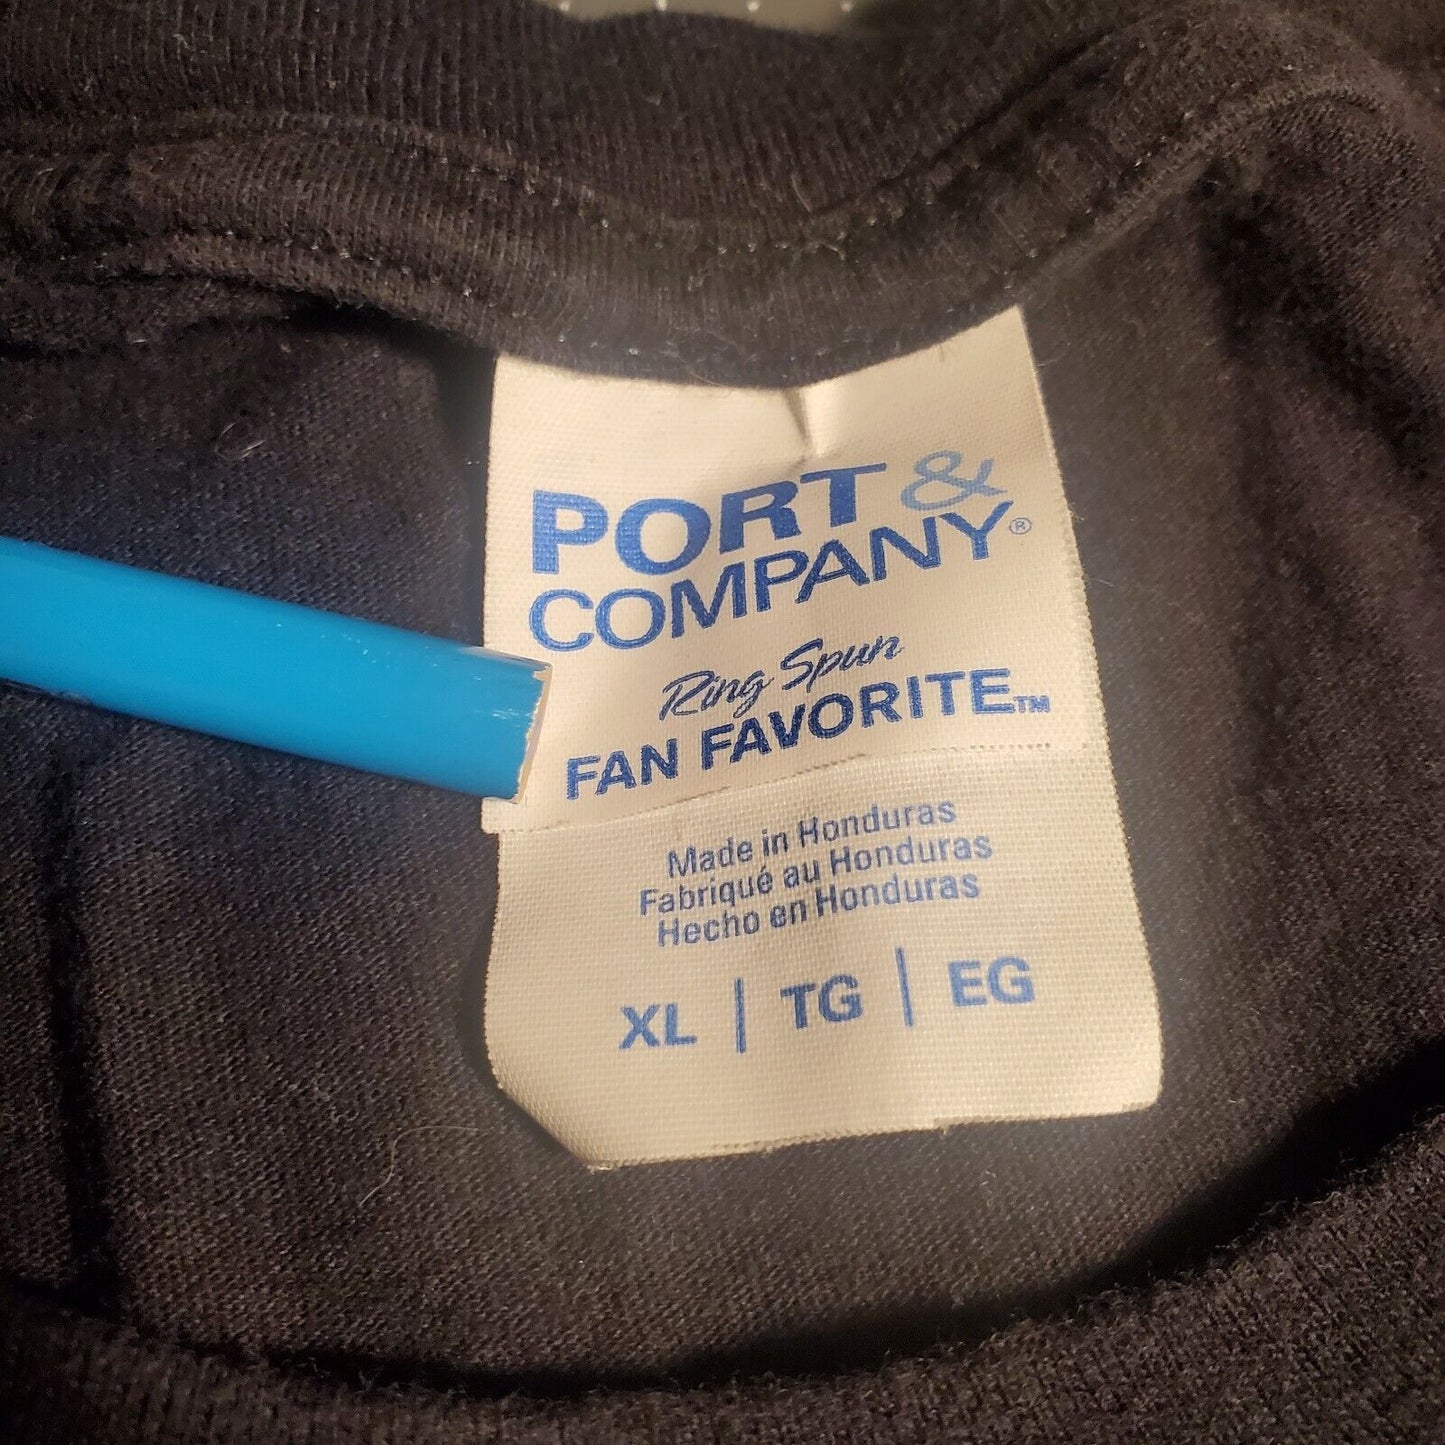 PORT &
COMPANY®
Ring Spun
FAN FAVORITE™
Made in Honduras
Fabriqué au Honduras
Hecho en Honduras
XL | TG | EG